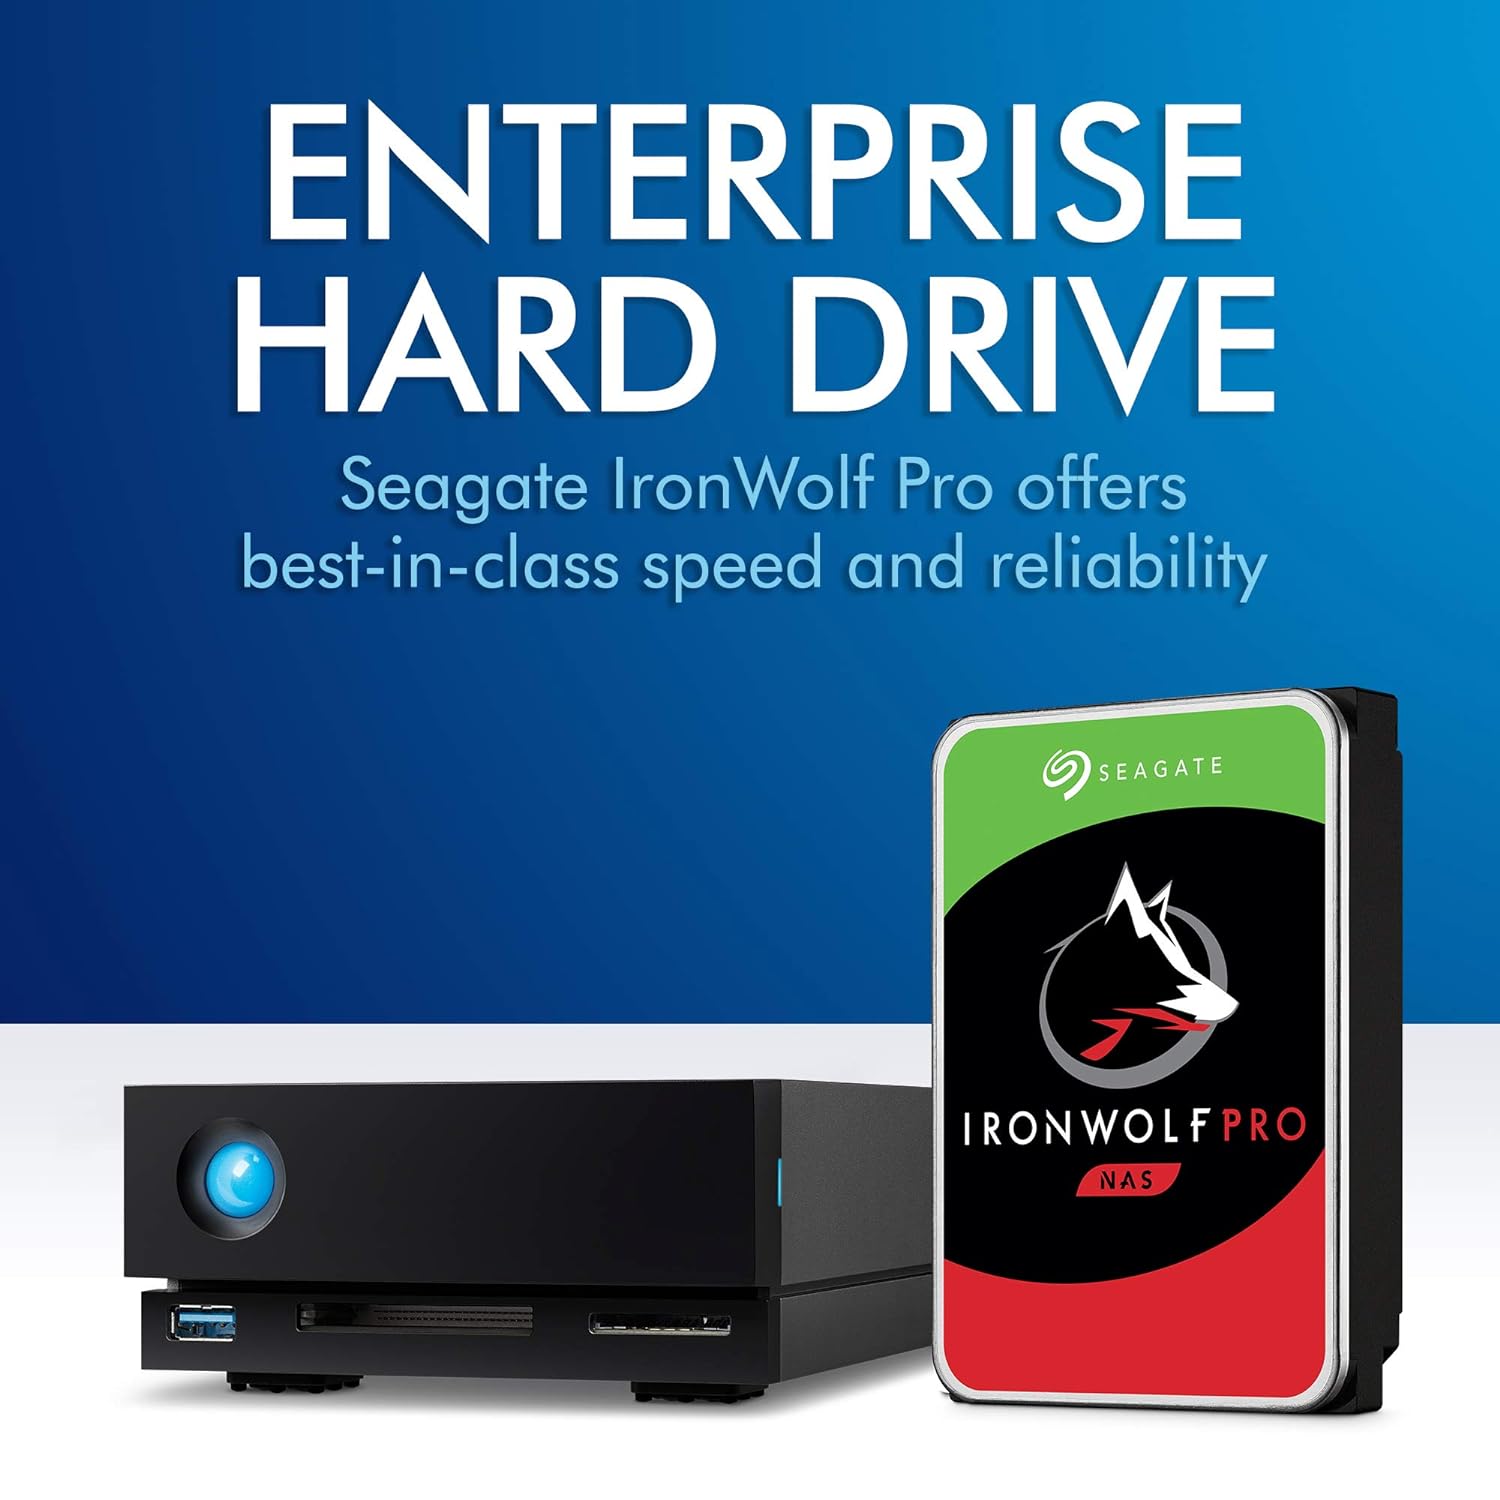 ENTERPRISE
HARD DRIVE
Seagate IronWolf Pro offers
best-in-class speed and reliability
SEAGATE
IRONWOLF PRO
NAS